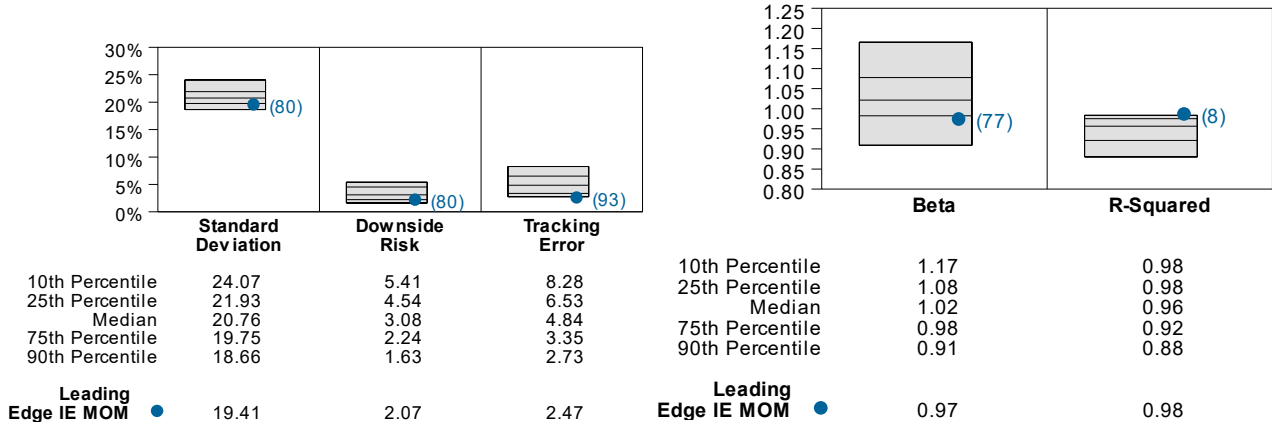 30%
25%
20%
15%
10%
5%
0%
(80)
(80)
(93)
Standard Downside Tracking
Deviation Risk Error
10th Percentile 24.07 5.41 8.28
25th Percentile 21.93 4.54 6.53
Median 20.76 3.08 4.84
75th Percentile 19.75 2.24 3.35
90th Percentile 18.66 1.63 2.73
Leading
Edge IE MOM 19.41 2.07 2.47
1.25
1.20
1.15
1.10
1.05
1.00
0.95
0.90
0.85
0.80
(77)
(8)
Beta R-Squared
10th Percentile 1.17 0.98
25th Percentile 1.08 0.98
Median 1.02 0.96
75th Percentile 0.98 0.92
90th Percentile 0.91 0.88
Leading
Edge IE MOM 0.97 0.98